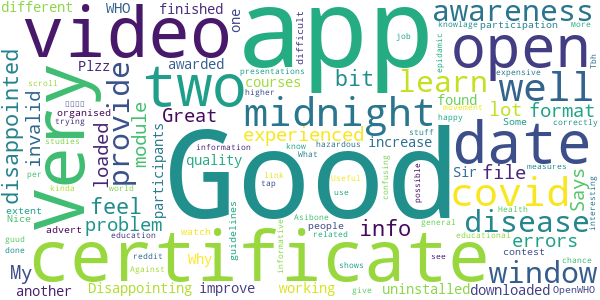 different WHO finished video app awareness
Plzz awarded one difficult participation knowlage More
job Tbh
epidamic
open
disappointed Very provide two bit presentations higher learn expensive
scroll
invalid loaded module Great courses found lot format
organised trying midnight well
experienced Some happy correctly
participants information know hazardous stuff increase Good date
studies quality What
per feel Sir file Says
extent kinda problem link movement measures
world tap Useful possible covid
Nice My guidelines use confusing info disease interesting
guud watch informative Asibone Health
advert Why people general errors
done certificate related educational window contest chance
education
another Disappointing reddit improve working shows see uninstalled downloaded OpenWHO
Against give